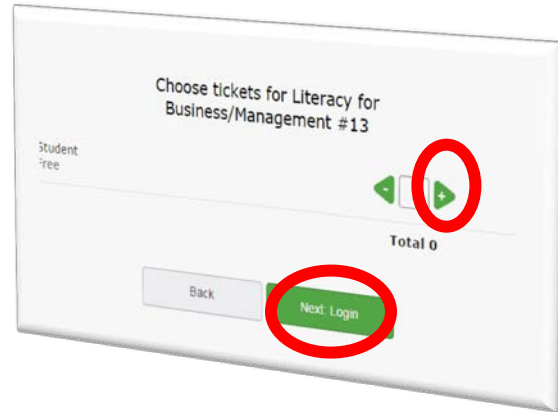 Choose tickets for Literacy for
Business/Management #13
Student
Free
- +
Total 0
Back
Next: Login